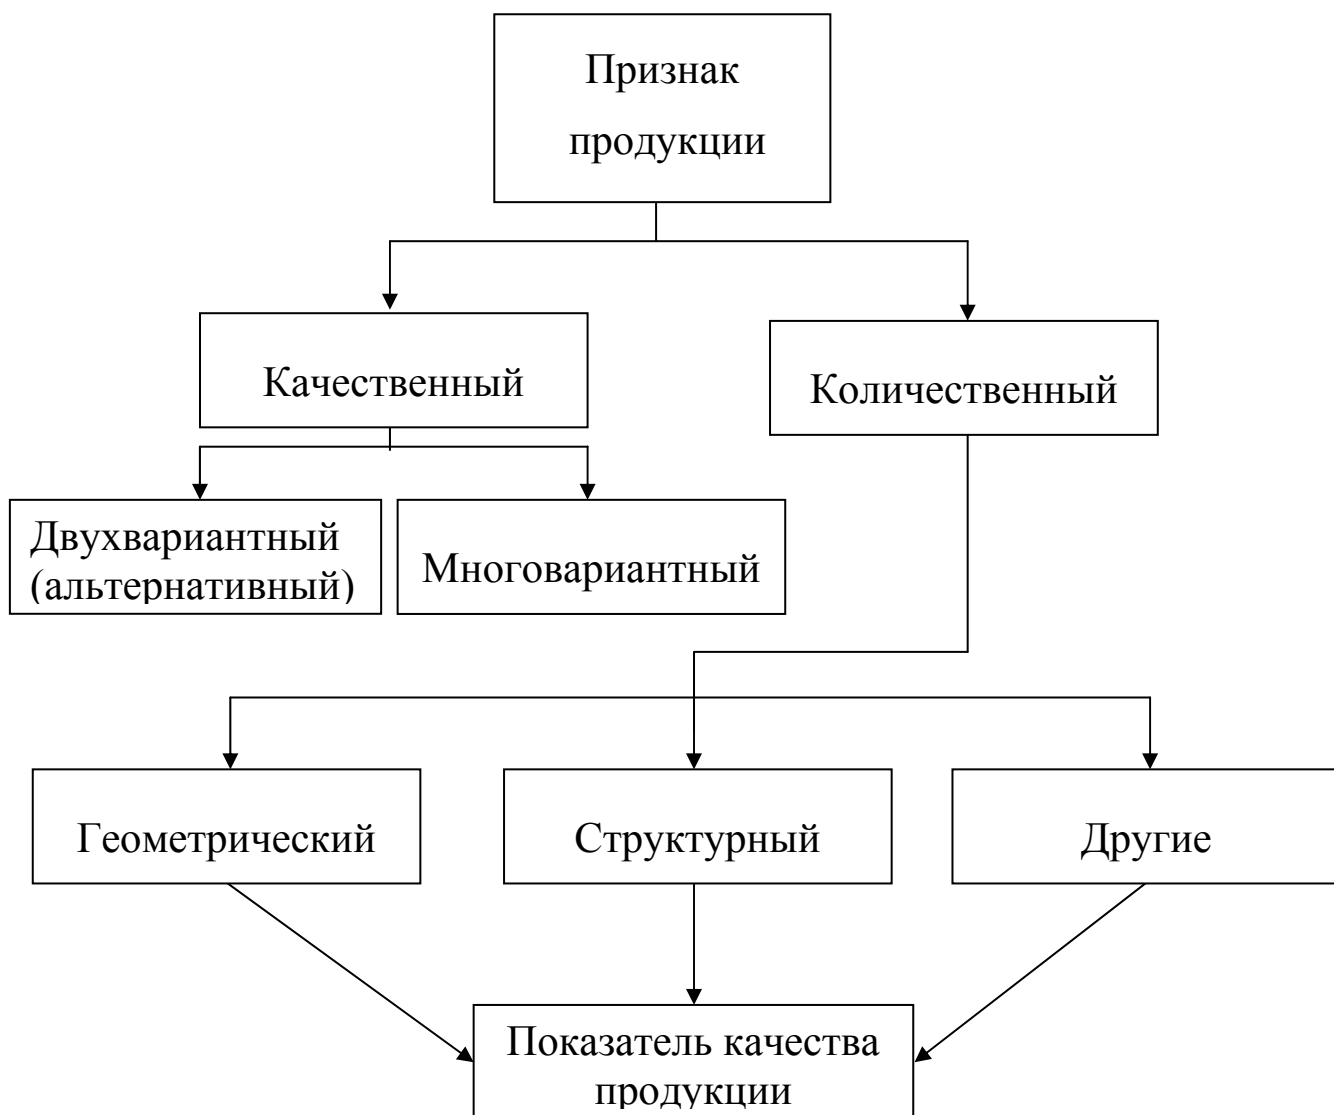 Признак
продукции
Качественный
Количественный
Двухвариантный
(альтернативный)
Многовариантный
Геометрический
Структурный
Другие
Показатель качества
продукции